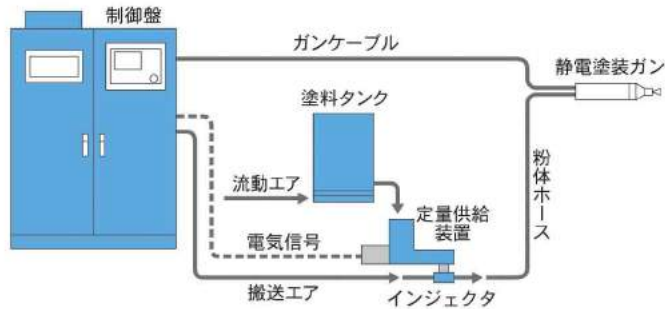 制御盤
ガンケーブル
静電塗装ガン
塗料タンク
粉体ホース
流動エア
定量供給
装置
電気信号
搬送エア
インジェクタ